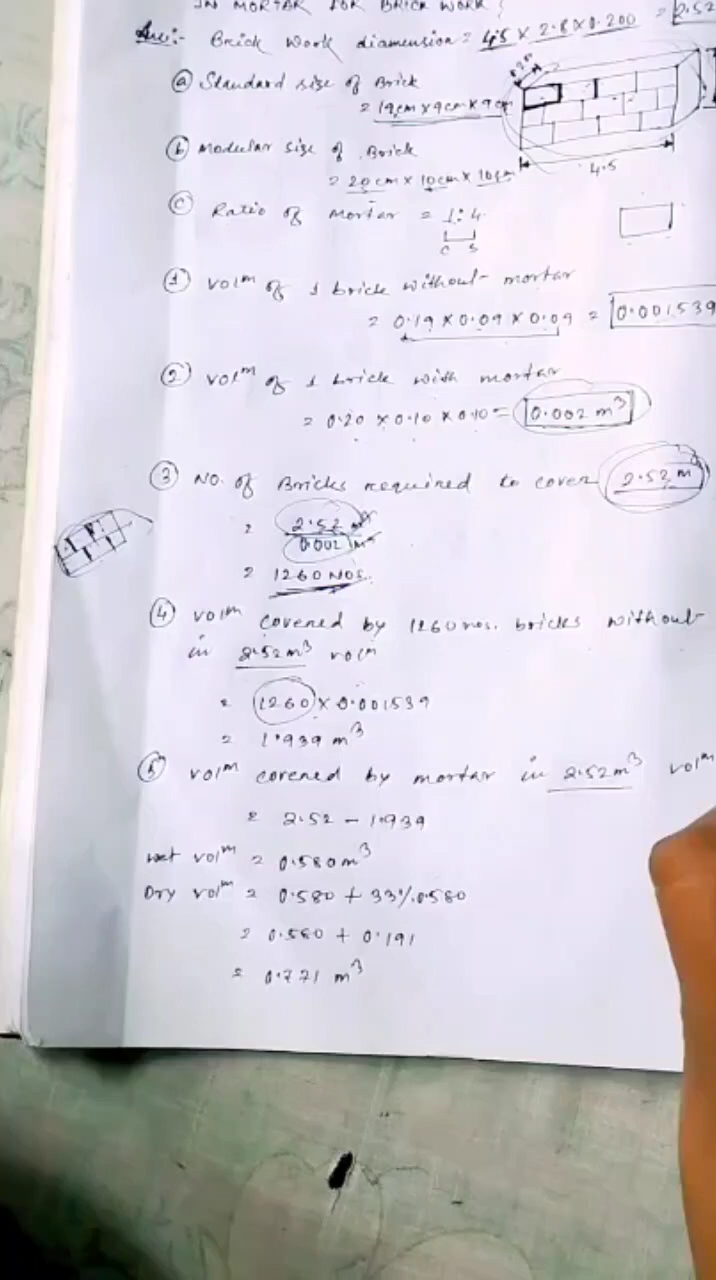 IN MORTAR FOR BRICK WORK?
Ans:- Brick work diamension = 4.5 x 2.8 x 0.200 = 2.52
(a) Standard size of Brick
= 19cm x 9cm x 9cm
(b) Modular size of Brick
= 20cm x 10cm x 10cm
4.5
(c) Ratio of mortar = 1:4
C S
(1) Volm of 1 brick without mortar
= 0.19 x 0.09 x 0.09 = 0.001539
(2) Volm of 1 brick with mortar
= 0.20 x 0.10 x 0.10 = 0.002 m³
(3) No. of Bricks required to cover 2.52 m³
= 2.52 m³
0.002 m³
= 1260 Nos.
(4) Volm covered by 1260 nos. bricks without
in 2.52m³ volm
= 1260 x 0.001539
= 1.939 m³
(5) Volm covered by mortar in 2.52m³ volm
= 2.52 - 1.939
wet volm = 0.580m³
Dry volm = 0.580 + 33%.0.580
= 0.580 + 0.191
= 0.771 m³